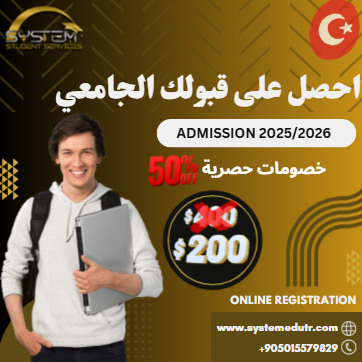 SYSTEM
STUDENT SERVICES
احصل على قبولك الجامعي
ADMISSION 2025/2026
خصومات حصرية 50% OFF
$400
$200
ONLINE REGISTRATION
www.systemedutr.com
+905015579829